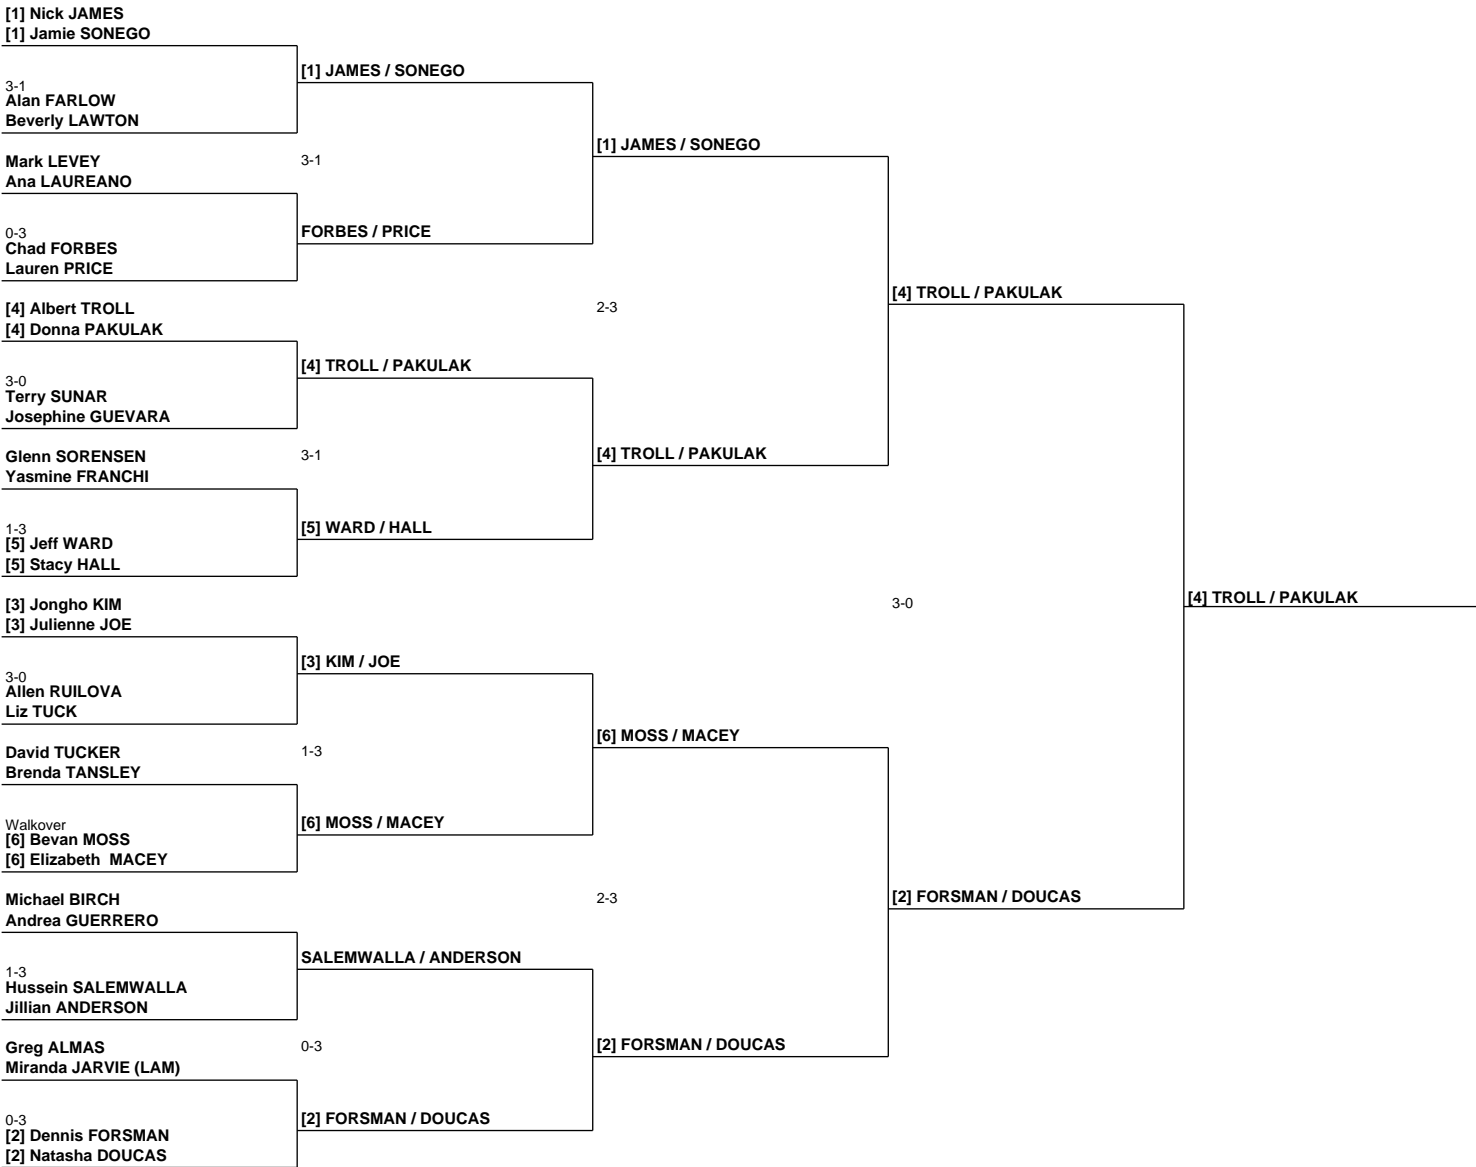 [1] Nick JAMES
[1] Jamie SONEGO
[1] JAMES / SONEGO
3-1
Alan FARLOW
Beverly LAWTON
[1] JAMES / SONEGO
Mark LEVEY
3-1
Ana LAUREANO
FORBES / PRICE
0-3
Chad FORBES
Lauren PRICE
[4] TROLL / PAKULAK
[4] Albert TROLL
2-3
[4] Donna PAKULAK
[4] TROLL / PAKULAK
3-0
Terry SUNAR
Josephine GUEVARA
Glenn SORENSEN
3-1
[4] TROLL / PAKULAK
Yasmine FRANCHI
[5] WARD / HALL
1-3
[5] Jeff WARD
[5] Stacy HALL
[4] TROLL / PAKULAK
[3] Jongho KIM
3-0
[3] Julienne JOE
[3] KIM / JOE
3-0
Allen RUILOVA
Liz TUCK
[6] MOSS / MACEY
David TUCKER
1-3
Brenda TANSLEY
[6] MOSS / MACEY
Walkover
[6] Bevan MOSS
[6] Elizabeth  MACEY
[2] FORSMAN / DOUCAS
Michael BIRCH
2-3
Andrea GUERRERO
SALEMWALLA / ANDERSON
1-3
Hussein SALEMWALLA
Jillian ANDERSON
[2] FORSMAN / DOUCAS
Greg ALMAS
0-3
Miranda JARVIE (LAM)
[2] FORSMAN / DOUCAS
0-3
[2] Dennis FORSMAN
[2] Natasha DOUCAS